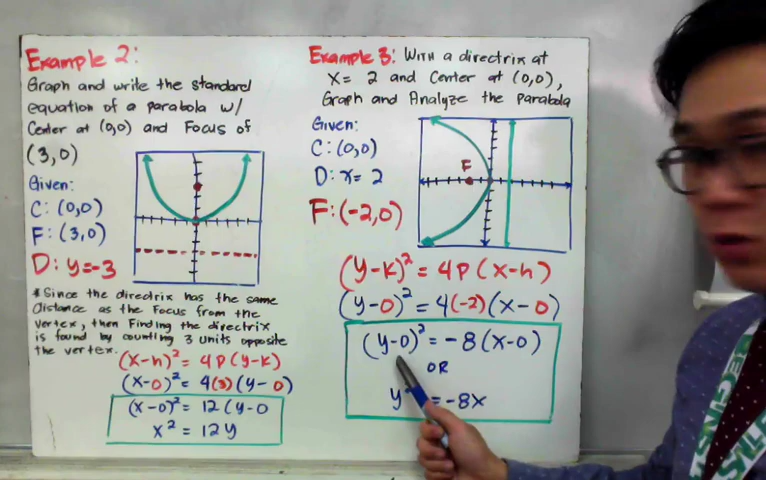 Example 2:
Graph and write the standard
equation of a parabola w/
Center at (0,0) and Focus of
(3,0)
Given:
C: (0,0)
F: (3,0)
D: y=-3
*Since the directrix has the same
distance as the focus from the
vertex, then finding the directrix
is found by counting 3 units opposite
the vertex.
(x-h)² = 4P(y-k)
(x-0)² = 4(3)(y-0)
(x-0)² = 12(y-0
x² = 12y
Example 3: With a directrix at
x= 2 and Center at (0,0),
Graph and Analyze the parabola
Given:
C: (0,0)
D: x= 2
F: (-2,0)
F
(y-k)² = 4P(x-h)
(y-0)² = 4(-2)(x-0)
(y-0)² = -8(x-0)
OR
y² = -8x